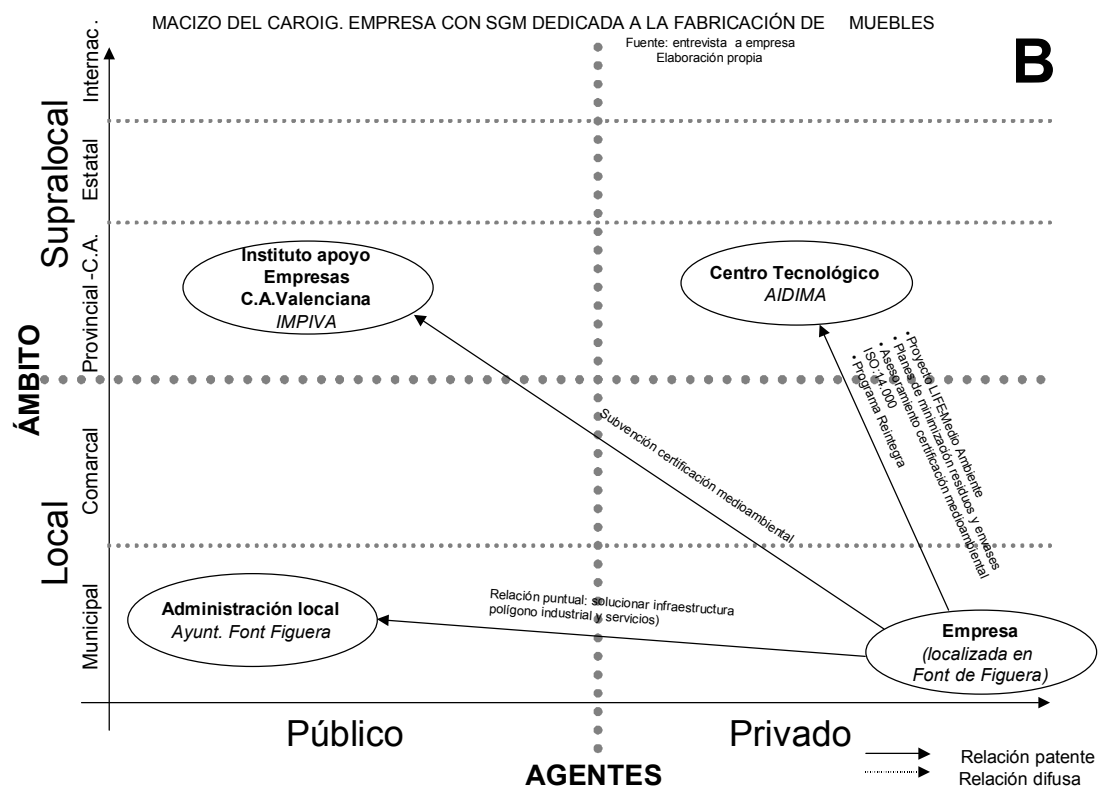 MACIZO DEL CAROIG. EMPRESA CON SGM DEDICADA A LA FABRICACIÓN DE MUEBLES
Fuente: entrevista a empresa
Elaboración propia
B
ÁMBITO
Supralocal
Local
Internac.
Estatal
Provincial -C.A.
Comarcal
Municipal
Instituto apoyo
Empresas
C.A.Valenciana
IMPIVA
Centro Tecnológico
AIDIMA
• Proyecto LIFE-Medio Ambiente
• Planes de minimización residuos y envases
• Asesoramiento certificación medioambiental
ISO:14.000
• Programa Reintegra
Subvención certificación medioambiental
Relación puntual: solucionar infraestructura
polígono industrial y servicios)
Administración local
Ayunt. Font Figuera
Empresa
(localizada en
Font de Figuera)
Público
Privado
AGENTES
Relación patente
Relación difusa